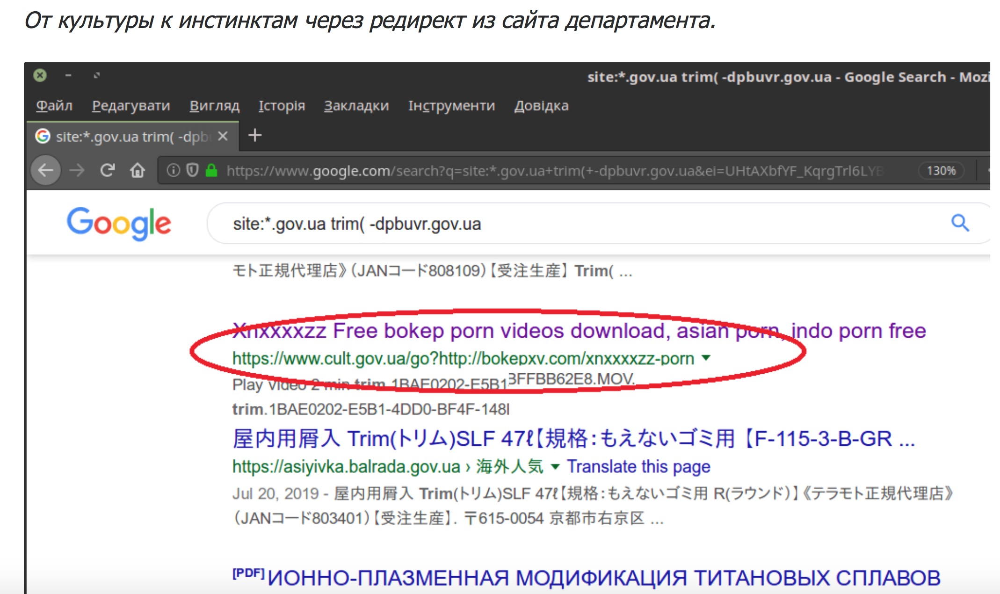 От культуры к инстинктам через редирект из сайта департамента.
site:*.gov.ua trim( -dpbuvr.gov.ua - Google Search - Mozi
Файл Редагувати Вигляд Історія Закладки Інструменти Довідка
site:*.gov.ua trim( -dpb
https://www.google.com/search?q=site:*.gov.ua+trim(+-dpbuvr.gov.ua&ei=UHtAXbfYF_KqrgTrl6LYB 130%
Google site:*.gov.ua trim( -dpbuvr.gov.ua
モト正規代理店》（JANコード808109）【受注生産】 Trim( ...
Xnxxxxzz Free bokep porn videos download, asian porn, indo porn free
https://www.cult.gov.ua/go?http://bokepxv.com/xnxxxxzz-porn
Play video 2 min trim.1BAE0202-E5B1 3FFBB62E8.MOV.
trim.1BAE0202-E5B1-4DD0-BF4F-148
屋内用屑入 Trim(トリム)SLF 47ℓ【規格：もえないゴミ用 【F-115-3-B-GR ...
https://asiyivka.balrada.gov.ua › 海外人気 Translate this page
Jul 20, 2019 - 屋内用屑入 Trim(トリム)SLF 47ℓ【規格：もえないゴミ用 R(ラウンド）】《テラモト正規代理店》
（JANコード803401）【受注生産】. 〒615-0054 京都市右京区 ...
[PDF] ИОННО-ПЛАЗМЕННАЯ МОДИФИКАЦИЯ ТИТАНОВЫХ СПЛАВОВ